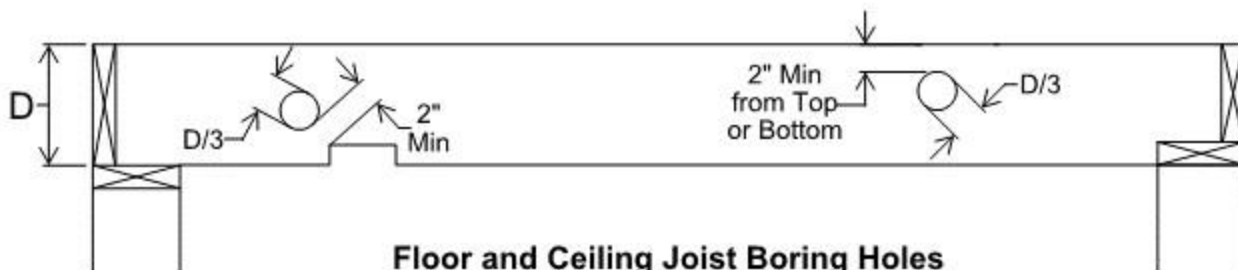 D
D/3
2"
Min
2" Min
from Top
or Bottom
D/3
Floor and Ceiling Joist Boring Holes